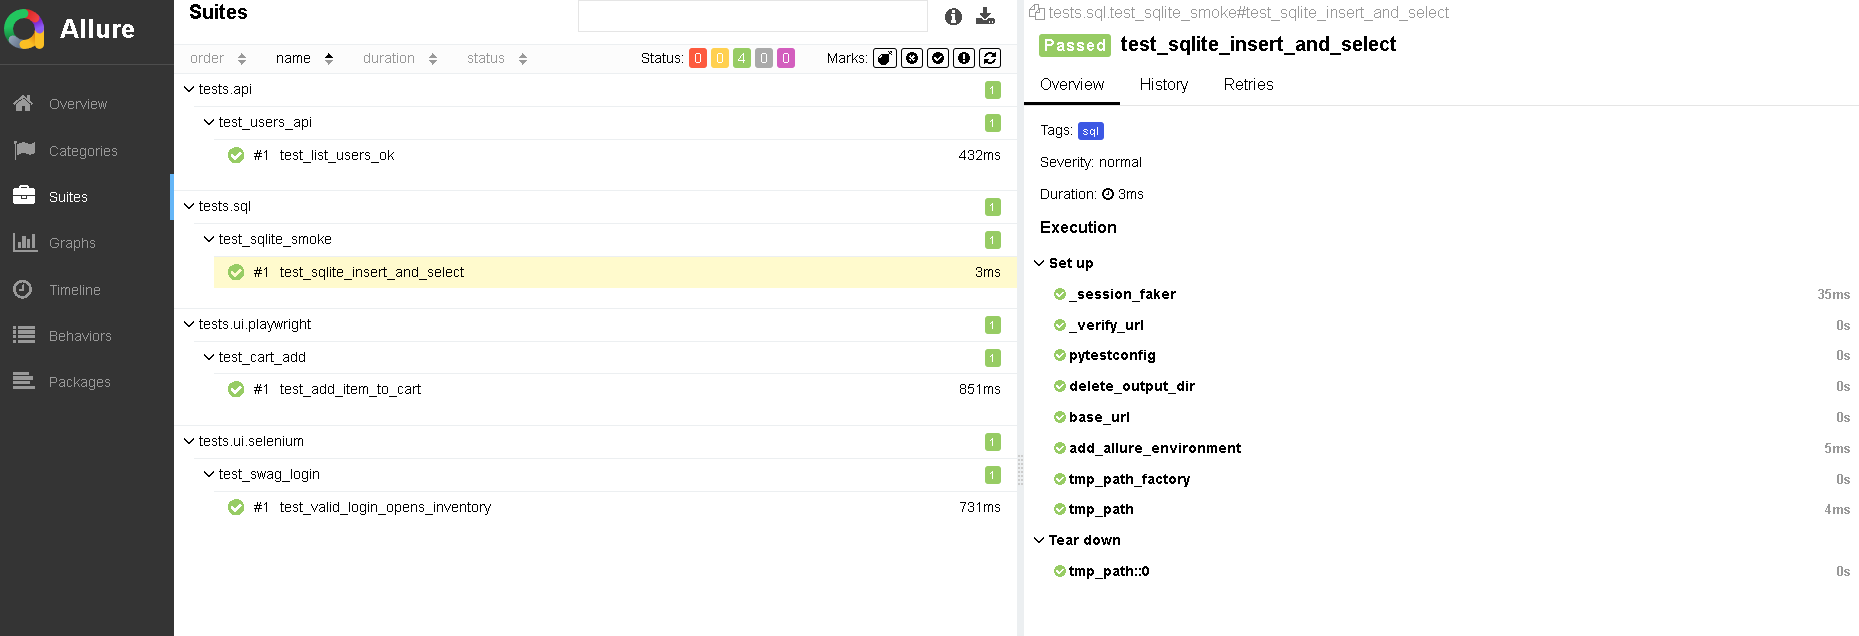 Allure
Overview
Categories
Suites
Graphs
Timeline
Behaviors
Packages
Suites
order name duration status Status: 0 0 4 0 0 Marks:
tests.api 1
test_users_api 1
#1 test_list_users_ok 432ms
tests.sql 1
test_sqlite_smoke 1
#1 test_sqlite_insert_and_select 3ms
tests.ui.playwright 1
test_cart_add 1
#1 test_add_item_to_cart 851ms
tests.ui.selenium 1
test_swag_login 1
#1 test_valid_login_opens_inventory 731ms
tests.sql.test_sqlite_smoke#test_sqlite_insert_and_select
Passed test_sqlite_insert_and_select
Overview History Retries
Tags: sql
Severity: normal
Duration: 3ms
Execution
Set up
_session_faker 35ms
_verify_url 0s
pytestconfig 0s
delete_output_dir 0s
base_url 0s
add_allure_environment 5ms
tmp_path_factory 0s
tmp_path 4ms
Tear down
tmp_path::0 0s